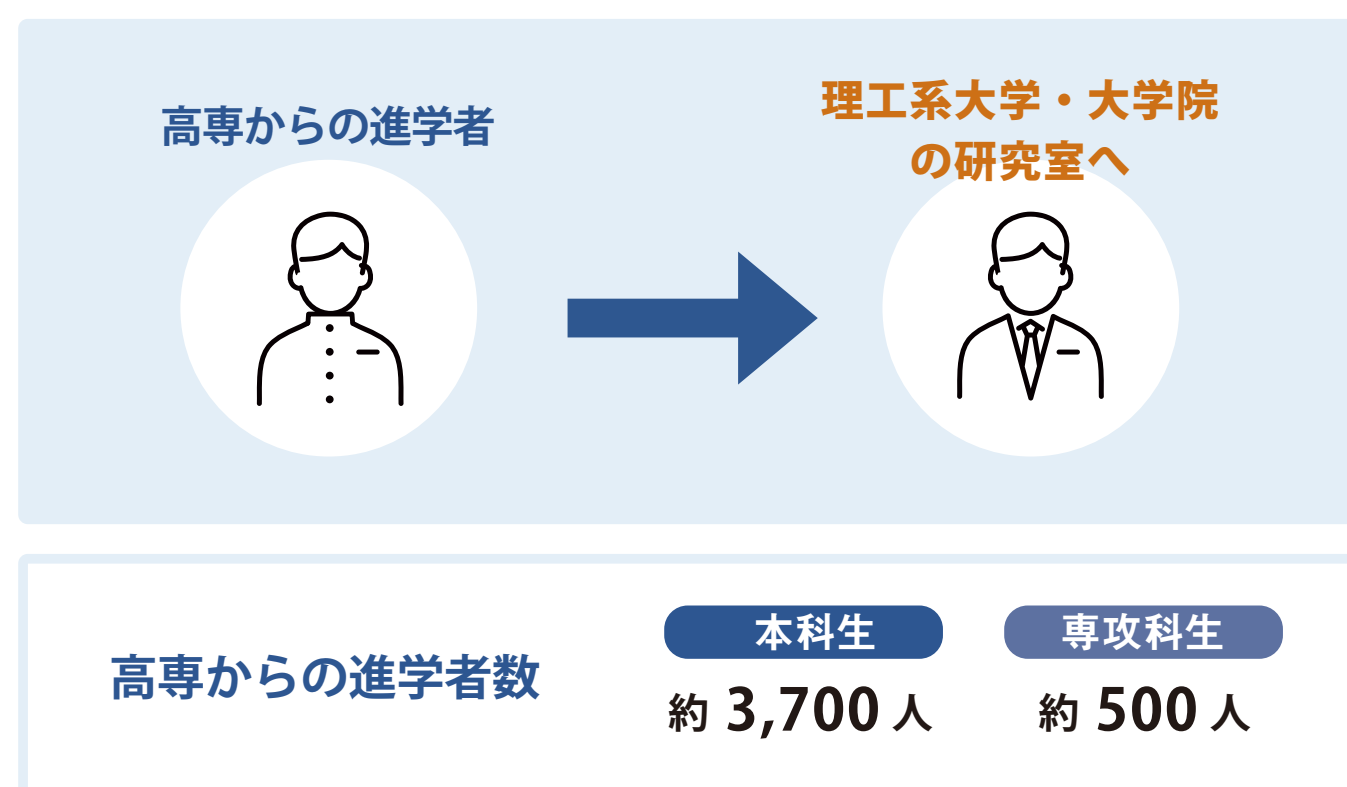 高専からの進学者
理工系大学・大学院
の研究室へ
高専からの進学者数
本科生
約 3,700 人
専攻科生
約 500 人